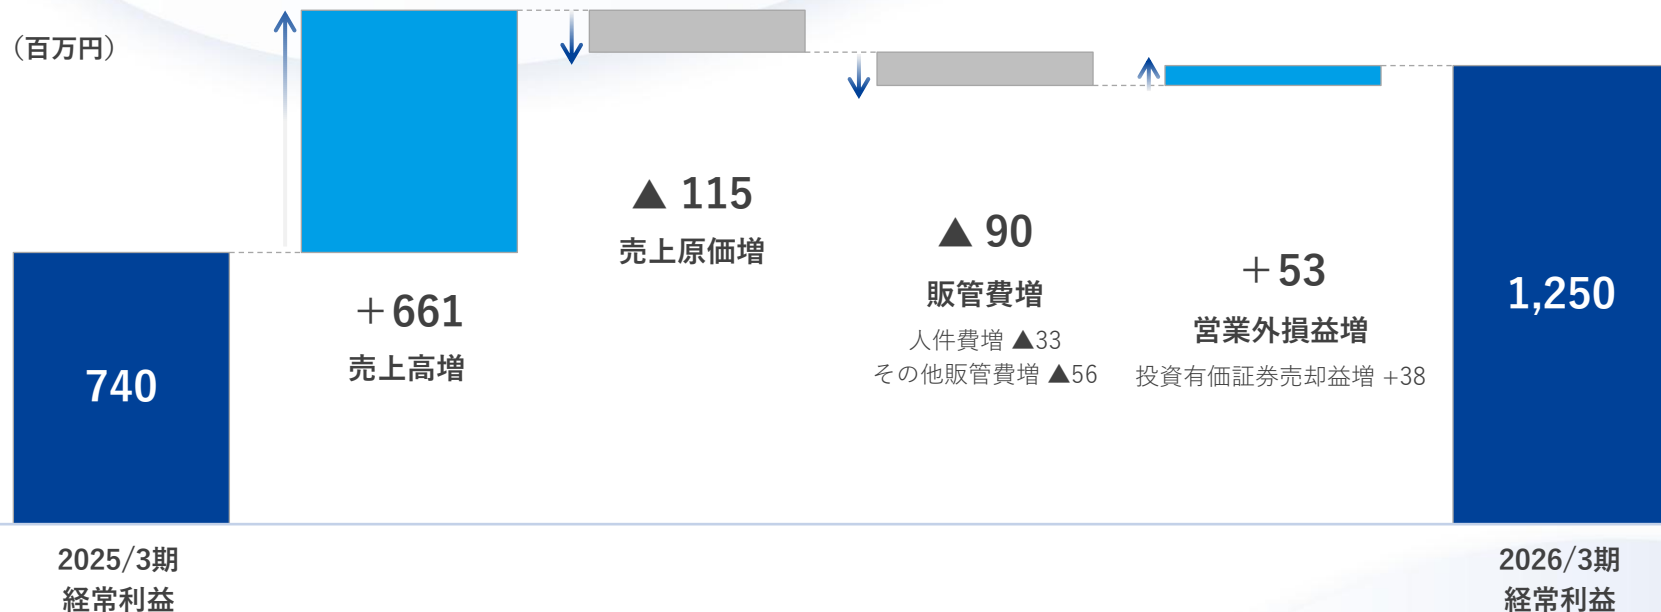 （百万円）
740
2025/3期
経常利益
＋661
売上高増
▲ 115
売上原価増
▲ 90
販管費増
人件費増 ▲33
その他販管費増 ▲56
＋53
営業外損益増
投資有価証券売却益増 +38
1,250
2026/3期
経常利益